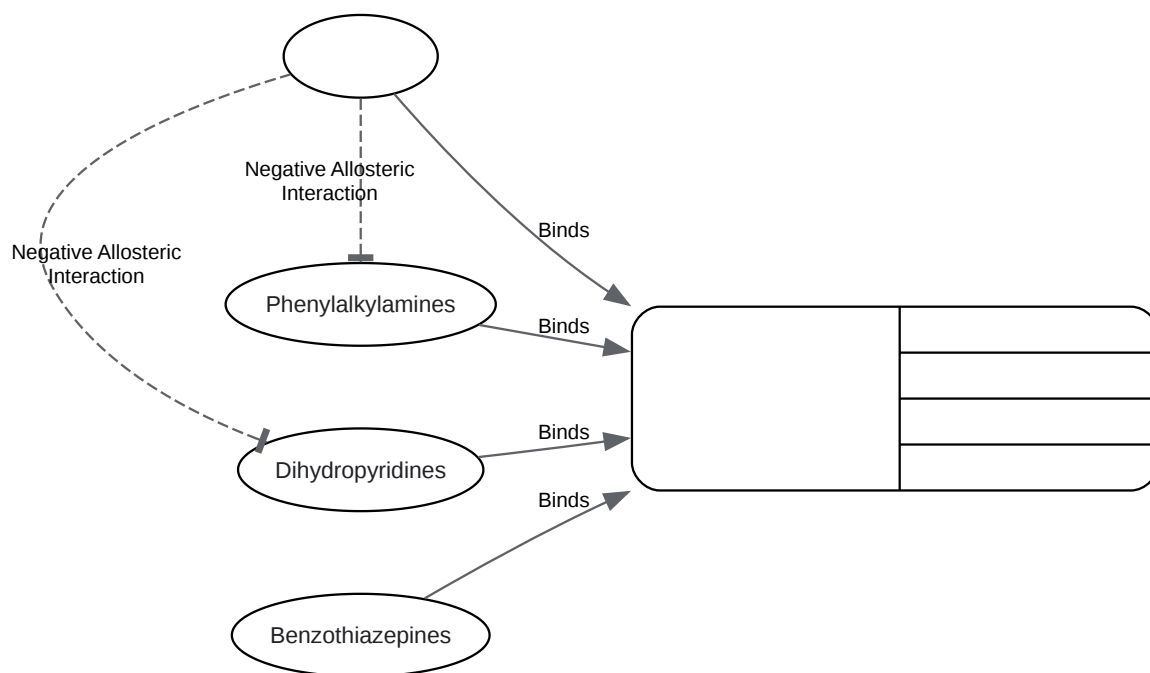 Negative Allosteric
Interaction
Binds
Negative Allosteric
Interaction
Phenylalkylamines
Binds
Dihydropyridines
Binds
Binds
Benzothiazepines